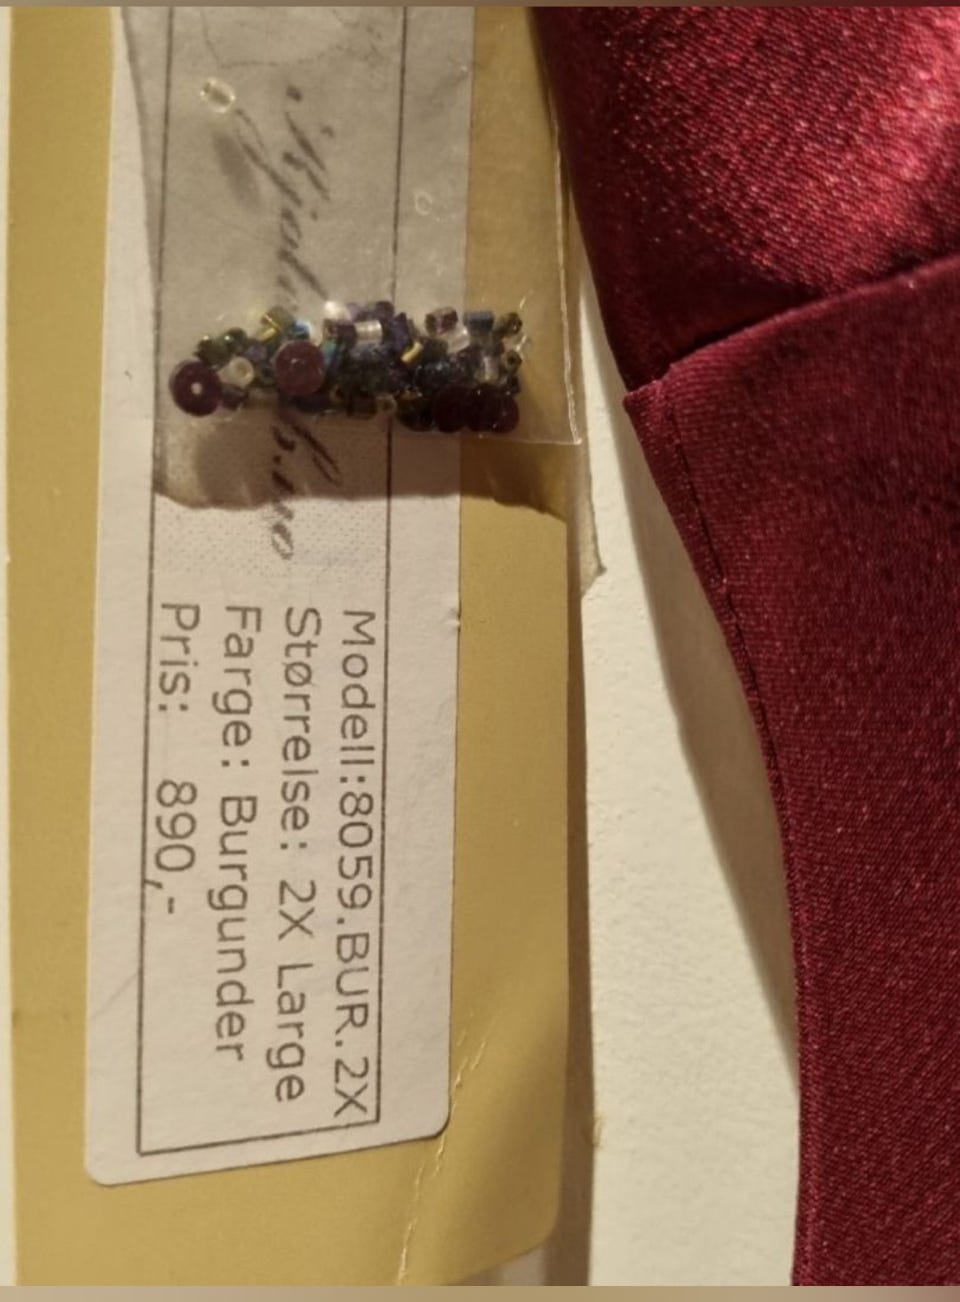 Modell:8059.BUR.2X
Størrelse: 2X Large
Farge: Burgunder
Pris: 890,-